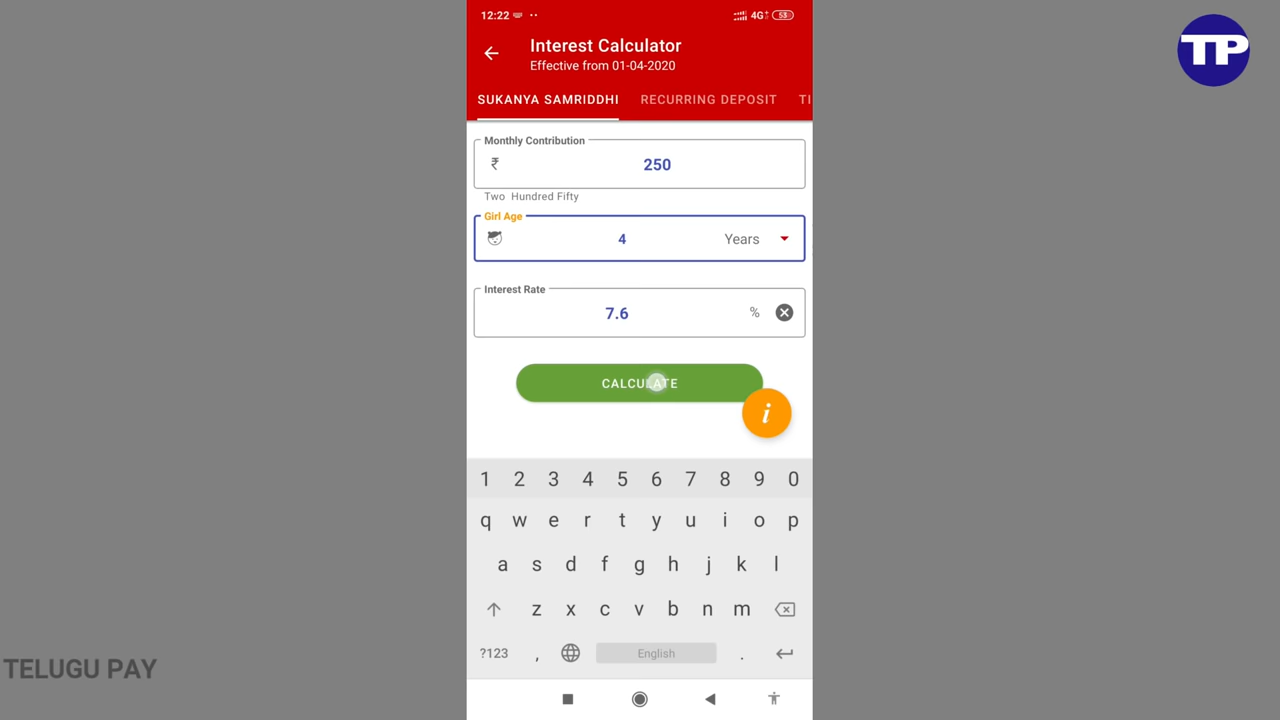 12:22
4G+ 53
TP
Interest Calculator
Effective from 01-04-2020
SUKANYA SAMRIDDHI RECURRING DEPOSIT TI
Monthly Contribution
₹ 250
Two Hundred Fifty
Girl Age
4 Years
Interest Rate
7.6 %
CALCULATE
i
1 2 3 4 5 6 7 8 9 0
q w e r t y u i o p
a s d f g h j k l
z x c v b n m
?123 , English .
TELUGU PAY